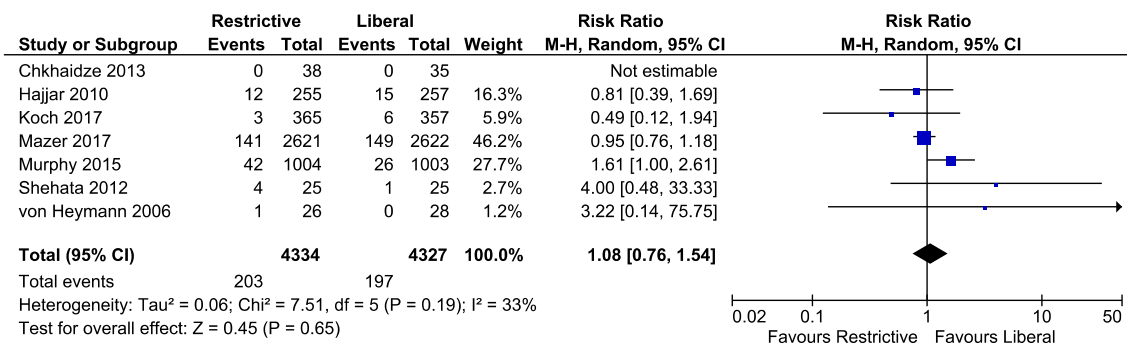 Restrictive Liberal Risk Ratio Risk Ratio
Study or Subgroup Events Total Events Total Weight M-H, Random, 95% CI M-H, Random, 95% CI
Chkhaidze 2013 0 38 0 35 Not estimable
Hajjar 2010 12 255 15 257 16.3% 0.81 [0.39, 1.69]
Koch 2017 3 365 6 357 5.9% 0.49 [0.12, 1.94]
Mazer 2017 141 2621 149 2622 46.2% 0.95 [0.76, 1.18]
Murphy 2015 42 1004 26 1003 27.7% 1.61 [1.00, 2.61]
Shehata 2012 4 25 1 25 2.7% 4.00 [0.48, 33.33]
von Heymann 2006 1 26 0 28 1.2% 3.22 [0.14, 75.75]
Total (95% CI) 4334 4327 100.0% 1.08 [0.76, 1.54]
Total events 203 197
Heterogeneity: Tau² = 0.06; Chi² = 7.51, df = 5 (P = 0.19); I² = 33%
Test for overall effect: Z = 0.45 (P = 0.65)
0.02 0.1 1 10 50
Favours Restrictive Favours Liberal